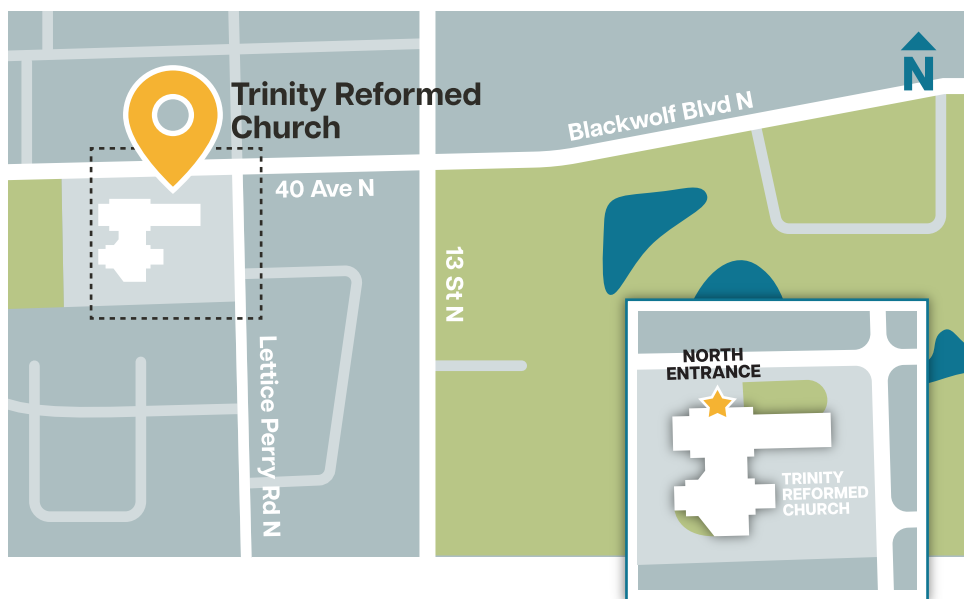 N
Trinity Reformed
Church
Blackwolf Blvd N
40 Ave N
13 St N
Lettice Perry Rd N
NORTH
ENTRANCE
TRINITY
REFORMED
CHURCH